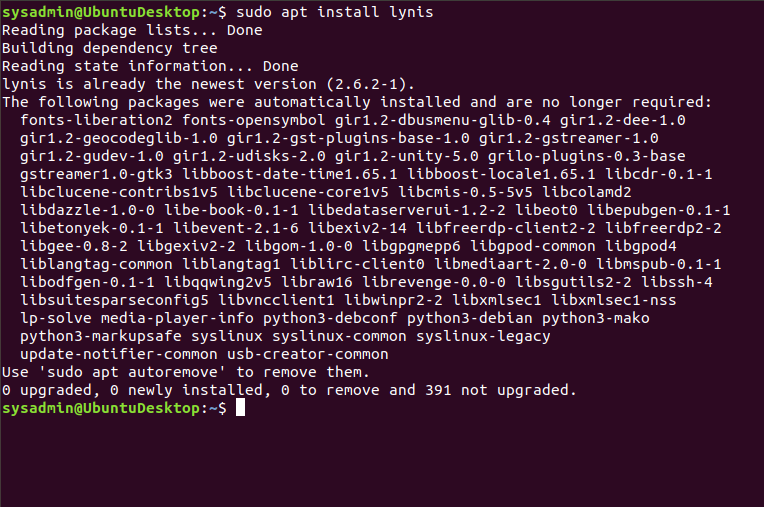 sysadmin@UbuntuDesktop:~$ sudo apt install lynis
Reading package lists... Done
Building dependency tree
Reading state information... Done
lynis is already the newest version (2.6.2-1).
The following packages were automatically installed and are no longer required:
  fonts-liberation2 fonts-opensymbol gir1.2-dbusmenu-glib-0.4 gir1.2-dee-1.0
  gir1.2-geocodeglib-1.0 gir1.2-gst-plugins-base-1.0 gir1.2-gstreamer-1.0
  gir1.2-gudev-1.0 gir1.2-udisks-2.0 gir1.2-unity-5.0 grilo-plugins-0.3-base
  gstreamer1.0-gtk3 libboost-date-time1.65.1 libboost-locale1.65.1 libcdr-0.1-1
  libclucene-contribs1v5 libclucene-core1v5 libcmis-0.5-5v5 libcolamd2
  libdazzle-1.0-0 libe-book-0.1-1 libedataserverui-1.2-2 libeot0 libepubgen-0.1-1
  libetonyek-0.1-1 libevent-2.1-6 libexiv2-14 libfreerdp-client2-2 libfreerdp2-2
  libgee-0.8-2 libgexiv2-2 libgom-1.0-0 libgpgmepp6 libgpod-common libgpod4
  liblangtag-common liblangtag1 liblirc-client0 libmediaart-2.0-0 libmspub-0.1-1
  libodfgen-0.1-1 libqqwing2v5 libraw16 librevenge-0.0-0 libsgutils2-2 libssh-4
  libsuitesparseconfig5 libvncclient1 libwinpr2-2 libxmlsec1 libxmlsec1-nss
  lp-solve media-player-info python3-debconf python3-debian python3-mako
  python3-markupsafe syslinux syslinux-common syslinux-legacy
  update-notifier-common usb-creator-common
Use 'sudo apt autoremove' to remove them.
0 upgraded, 0 newly installed, 0 to remove and 391 not upgraded.
sysadmin@UbuntuDesktop:~$